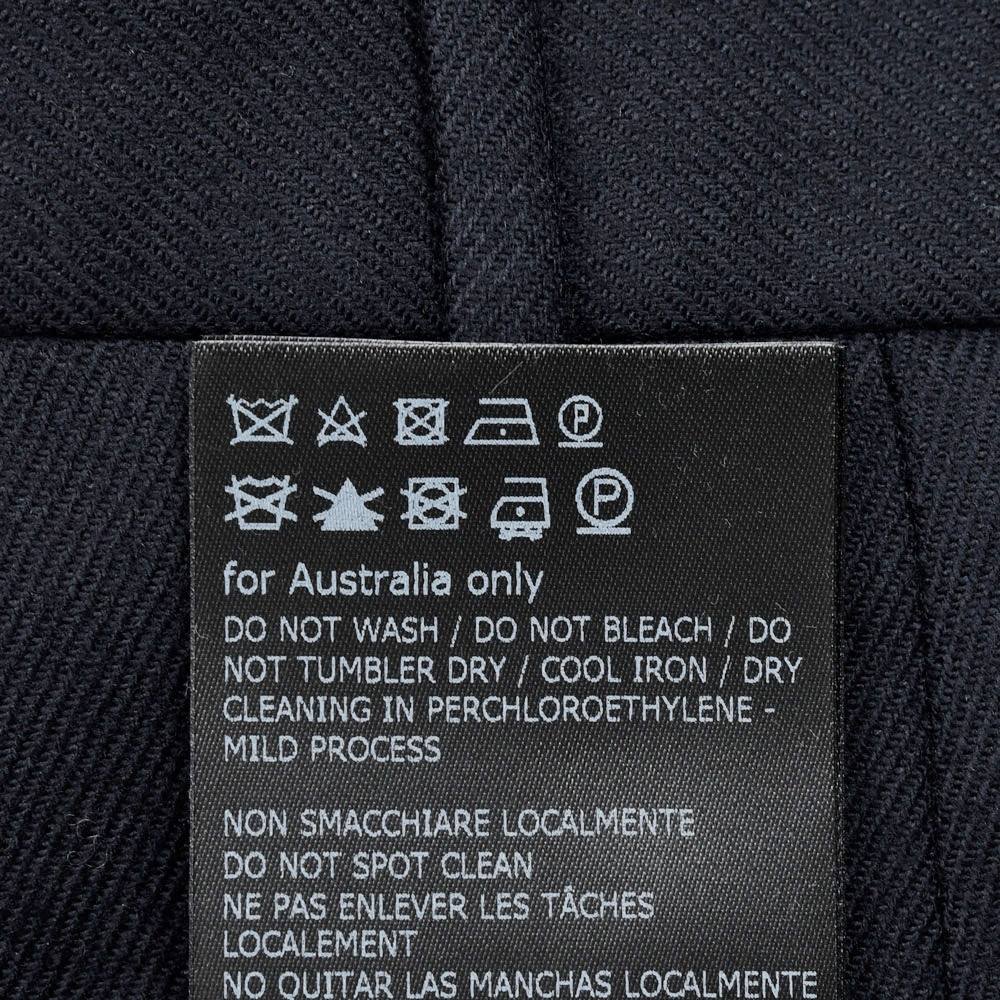 P
P
for Australia only
DO NOT WASH / DO NOT BLEACH / DO
NOT TUMBLER DRY / COOL IRON / DRY
CLEANING IN PERCHLOROETHYLENE -
MILD PROCESS
NON SMACCHIARE LOCALMENTE
DO NOT SPOT CLEAN
NE PAS ENLEVER LES TÂCHES
LOCALEMENT
NO QUITAR LAS MANCHAS LOCALMENTE